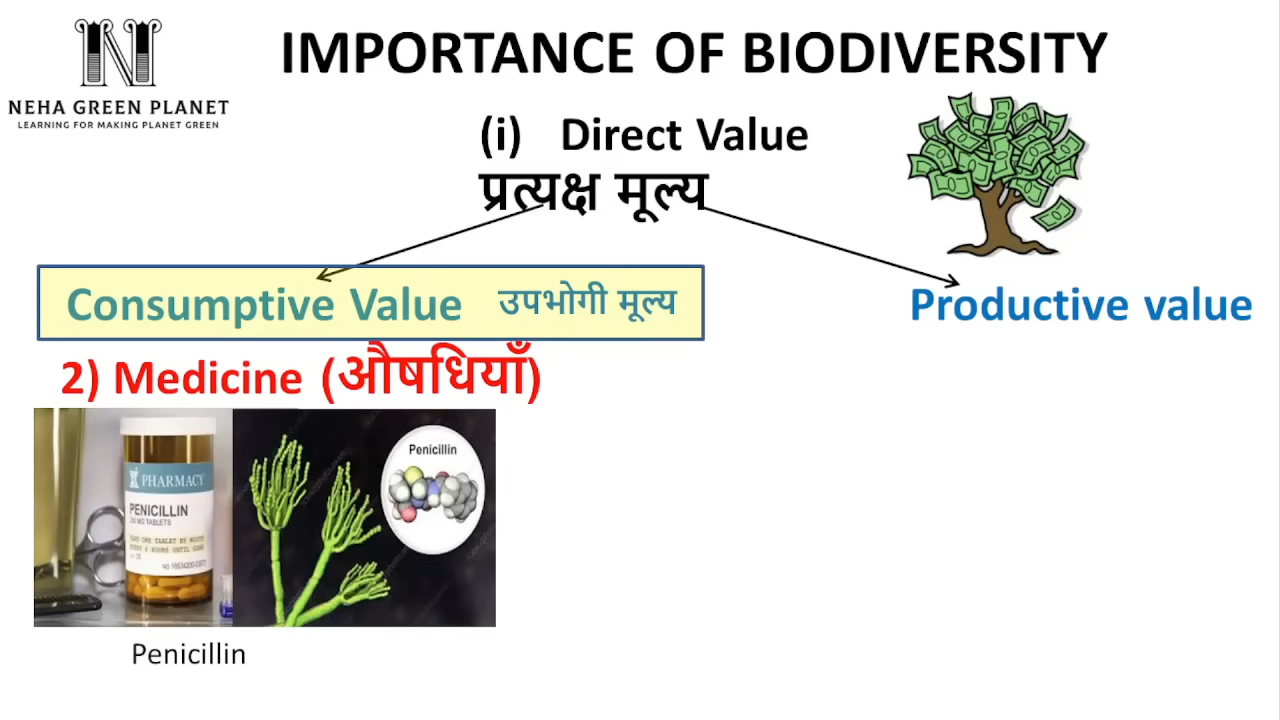 NEHA GREEN PLANET
LEARNING FOR MAKING PLANET GREEN
IMPORTANCE OF BIODIVERSITY
(i) Direct Value
प्रत्यक्ष मूल्य
Consumptive Value उपभोगी मूल्य
Productive value
2) Medicine (औषधियाँ)
PHARMACY
PENICILLIN
Penicillin
Penicillin